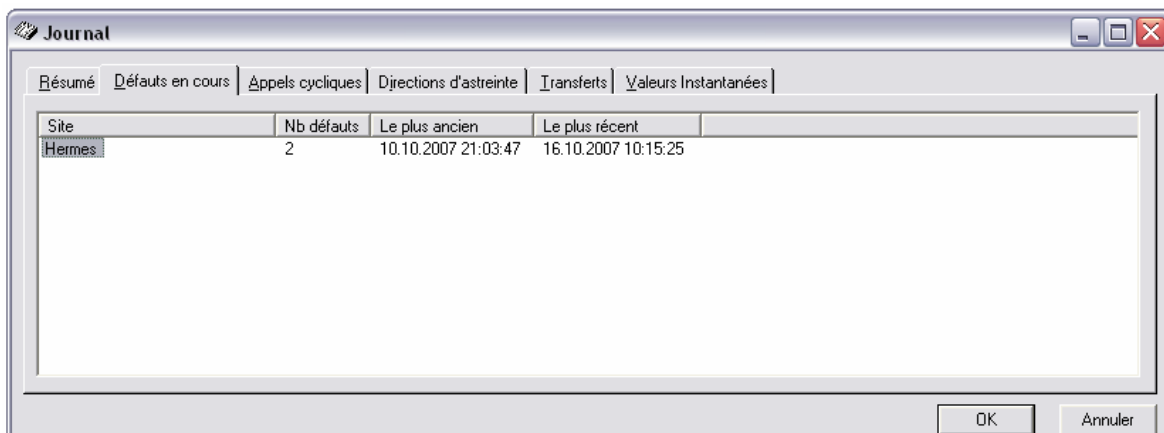 Journal
Résumé Défauts en cours Appels cycliques Directions d'astreinte Transferts Valeurs Instantanées
Site Nb défauts Le plus ancien Le plus récent
Hermes 2 10.10.2007 21:03:47 16.10.2007 10:15:25
OK Annuler